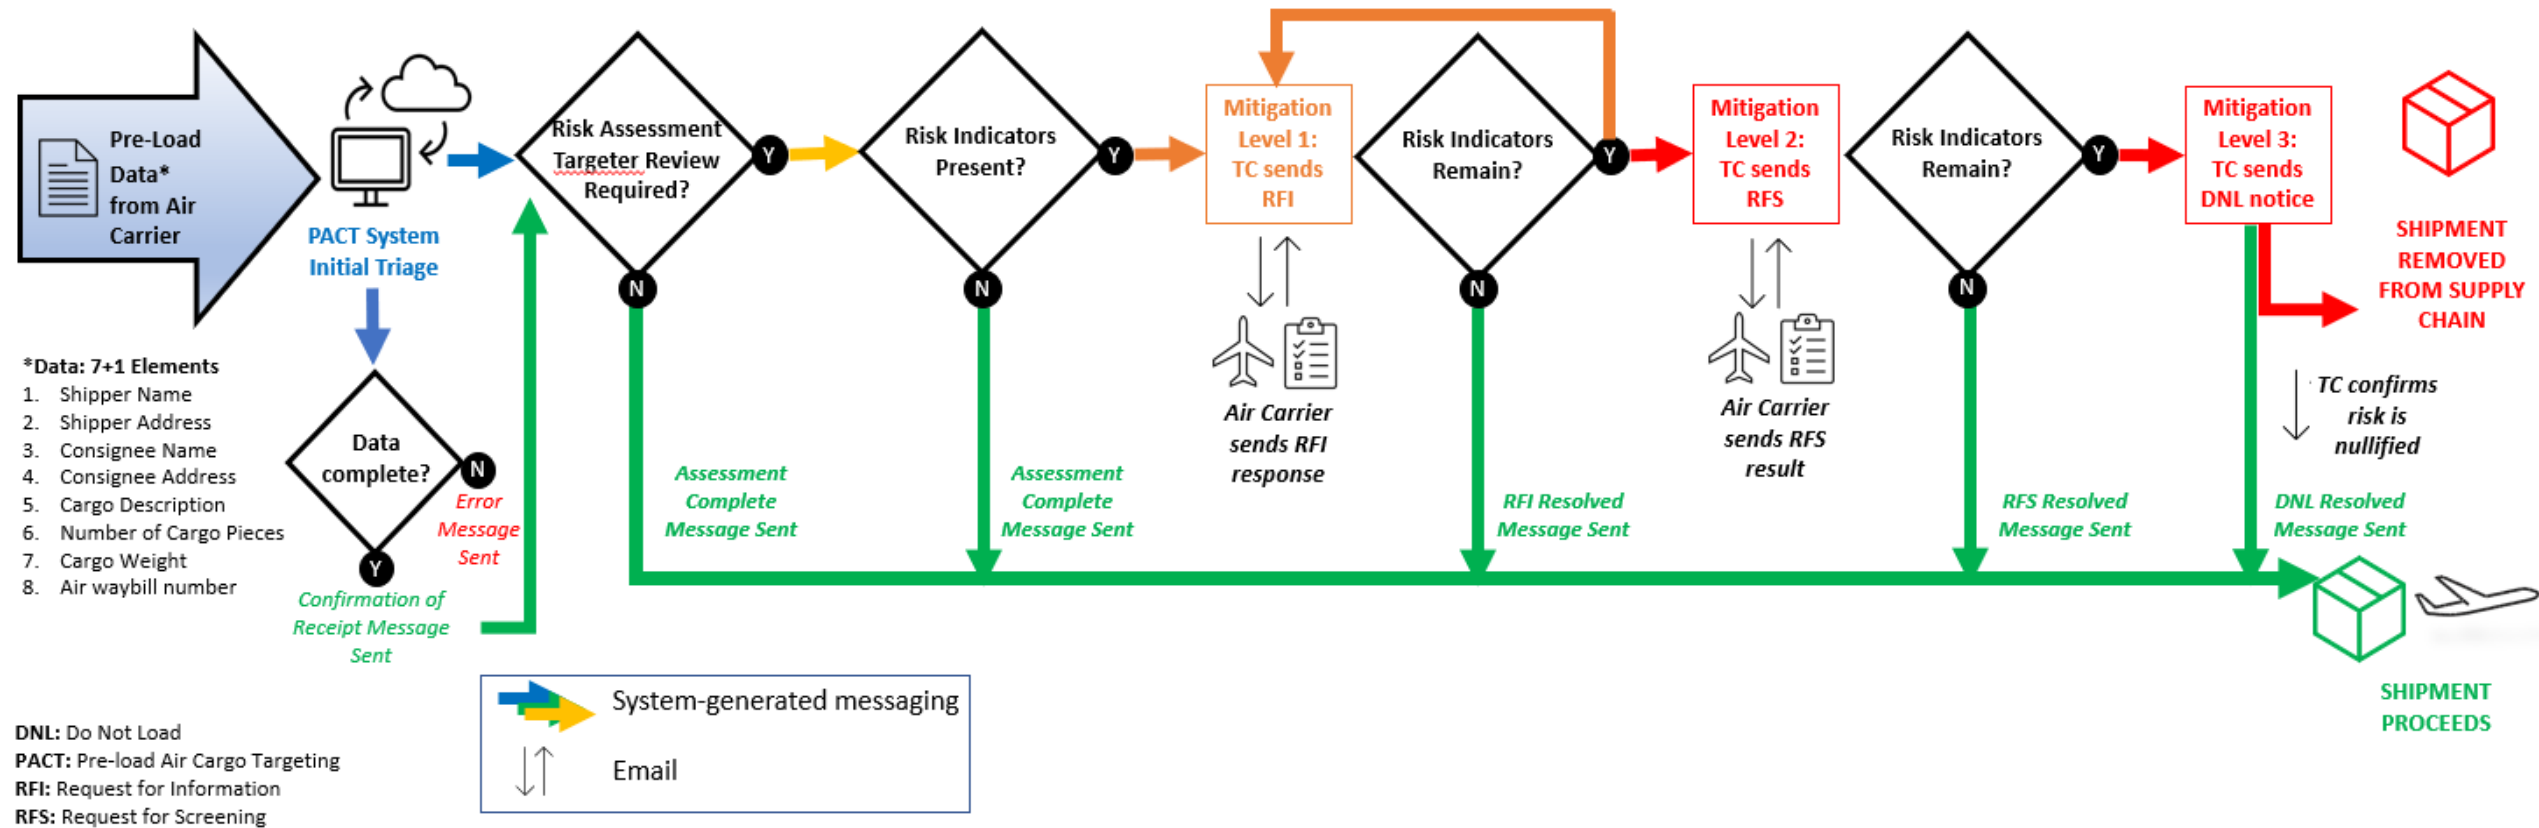 Pre-Load
Data*
from Air
Carrier
PACT System
Initial Triage
Data
complete?
N
Error
Message
Sent
Y
Confirmation of
Receipt Message
Sent
*Data: 7+1 Elements
1. Shipper Name
2. Shipper Address
3. Consignee Name
4. Consignee Address
5. Cargo Description
6. Number of Cargo Pieces
7. Cargo Weight
8. Air waybill number
Risk Assessment
Targeter Review
Required?
Y
N
Assessment
Complete
Message Sent
Risk Indicators
Present?
Y
N
Assessment
Complete
Message Sent
Mitigation
Level 1:
TC sends
RFI
Air Carrier
sends RFI
response
Risk Indicators
Remain?
Y
N
RFI Resolved
Message Sent
Mitigation
Level 2:
TC sends
RFS
Air Carrier
sends RFS
result
Risk Indicators
Remain?
Y
N
RFS Resolved
Message Sent
Mitigation
Level 3:
TC sends
DNL notice
SHIPMENT
REMOVED
FROM SUPPLY
CHAIN
TC confirms
risk is
nullified
DNL Resolved
Message Sent
SHIPMENT
PROCEEDS
System-generated messaging
Email
DNL: Do Not Load
PACT: Pre-load Air Cargo Targeting
RFI: Request for Information
RFS: Request for Screening